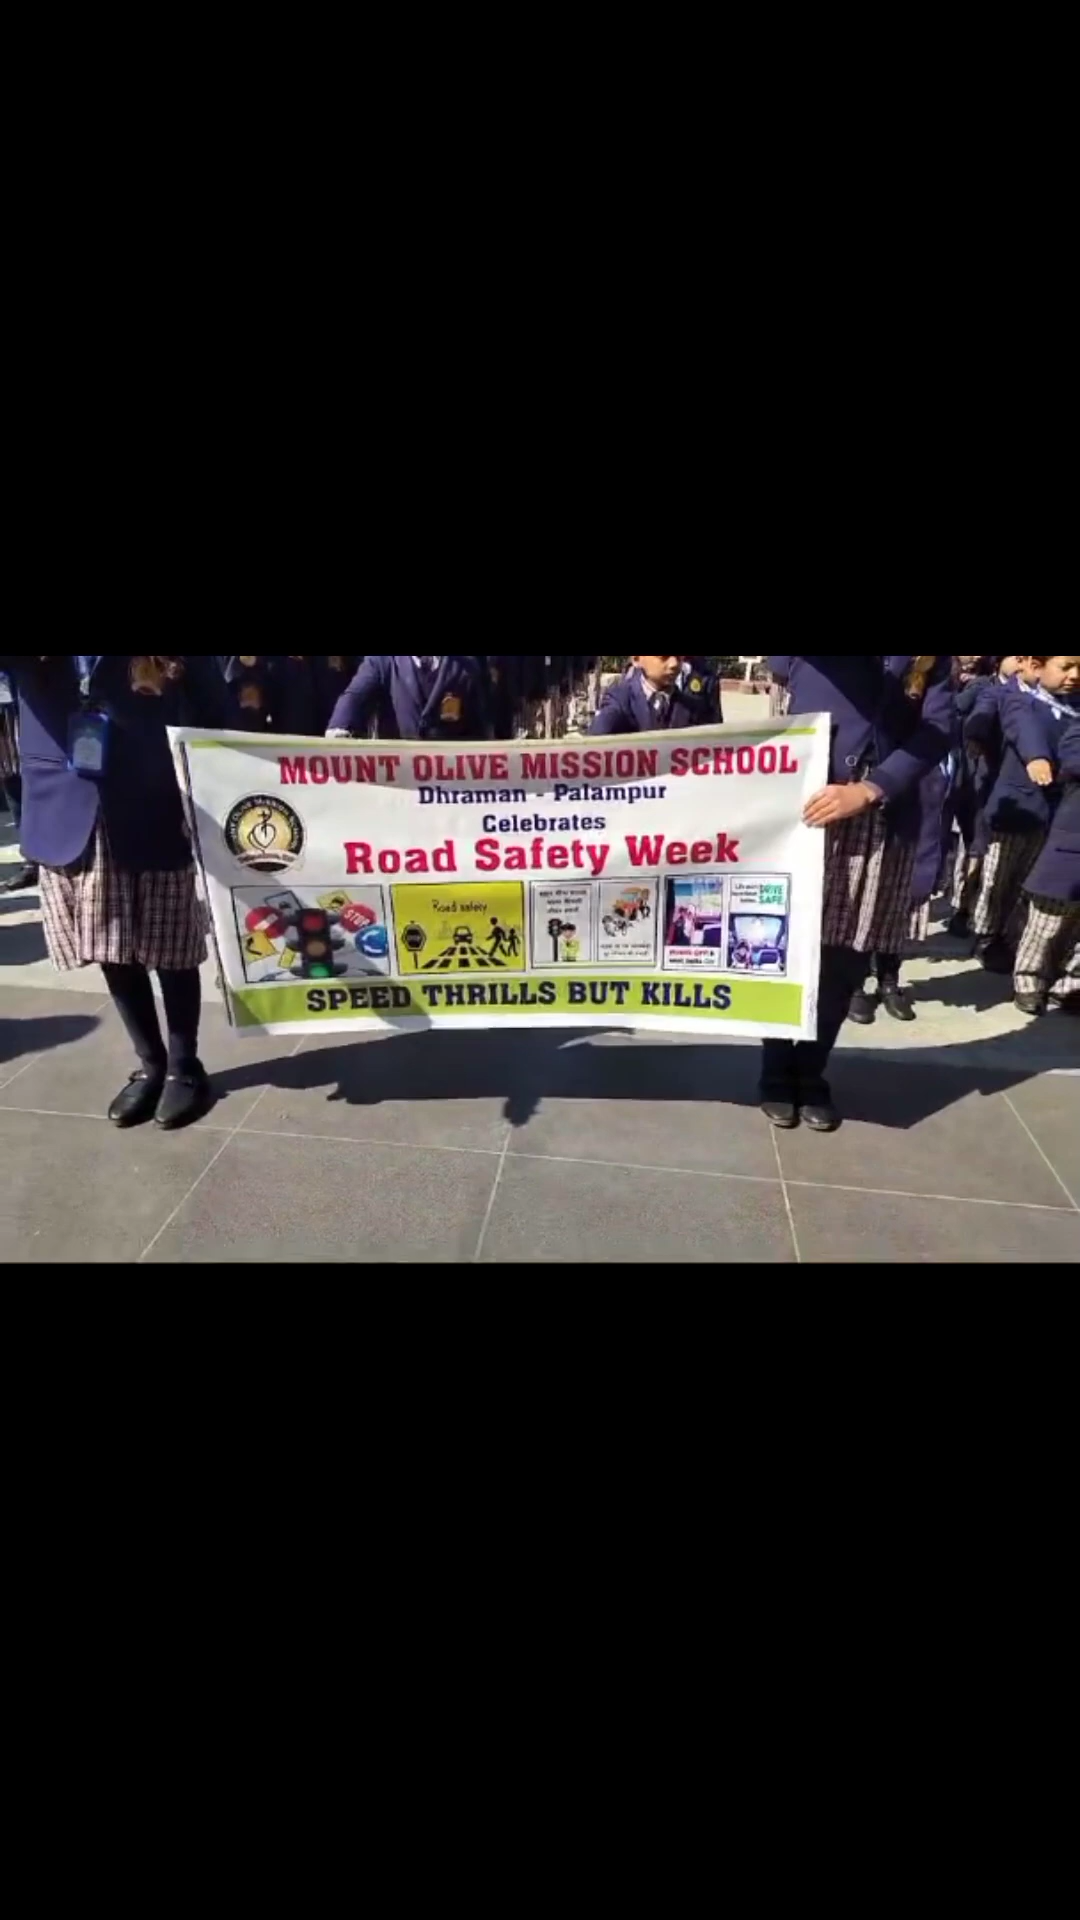 MOUNT OLIVE MISSION SCHOOL
Dhraman - Palampur
Celebrates
Road Safety Week
STOP
Road safety
DRIVE
SAFE
SPEED THRILLS BUT KILLS